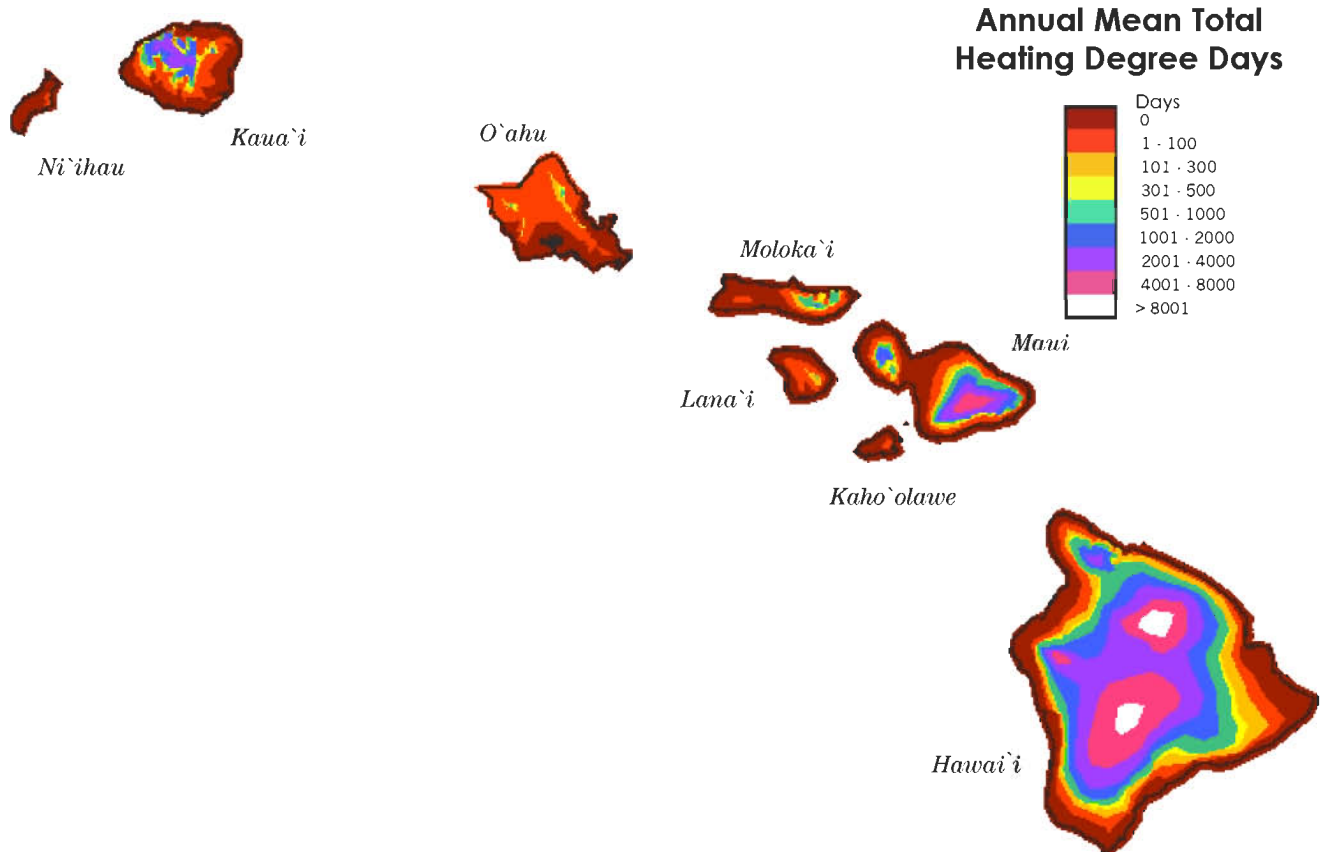 Annual Mean Total
Heating Degree Days
Days
0
1 - 100
101 - 300
301 - 500
501 - 1000
1001 - 2000
2001 - 4000
4001 - 8000
> 8001
Ni`ihau
Kaua`i
O`ahu
Moloka`i
Maui
Lana`i
Kaho`olawe
Hawai`i